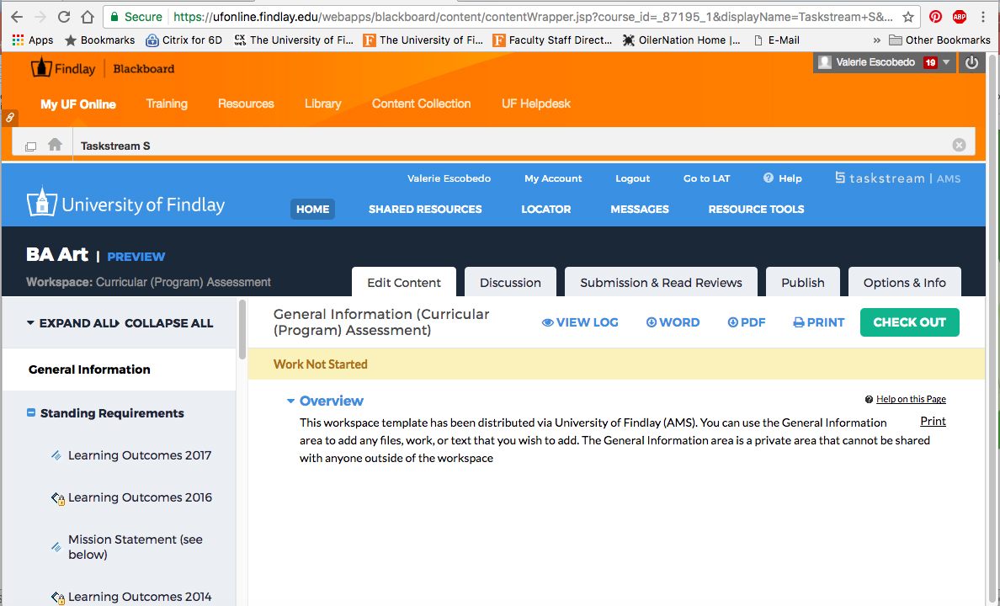 Secure https://ufonline.findlay.edu/webapps/blackboard/content/contentWrapper.jsp?course_id=_87195_1&displayName=Taskstream+S&... ABP
Apps Bookmarks Citrix for 6D CX web The University of Fi... F The University of Fi... F Faculty Staff Direct... OilerNation Home |... E-Mail » Other Bookmarks
Findlay | Blackboard
Valerie Escobedo 19
My UF Online Training Resources Library Content Collection UF Helpdesk
Taskstream S
Valerie Escobedo My Account Logout Go to LAT Help taskstream | AMS
University of Findlay
HOME SHARED RESOURCES LOCATOR MESSAGES RESOURCE TOOLS
BA Art | PREVIEW
Workspace: Curricular (Program) Assessment
Edit Content Discussion Submission & Read Reviews Publish Options & Info
EXPAND ALL COLLAPSE ALL
General Information
Standing Requirements
Learning Outcomes 2017
Learning Outcomes 2016
Mission Statement (see
below)
Learning Outcomes 2014
General Information (Curricular
(Program) Assessment)
VIEW LOG WORD PDF PRINT CHECK OUT
Work Not Started
Overview
Help on this Page
Print
This workspace template has been distributed via University of Findlay (AMS). You can use the General Information
area to add any files, work, or text that you wish to add. The General Information area is a private area that cannot be shared
with anyone outside of the workspace